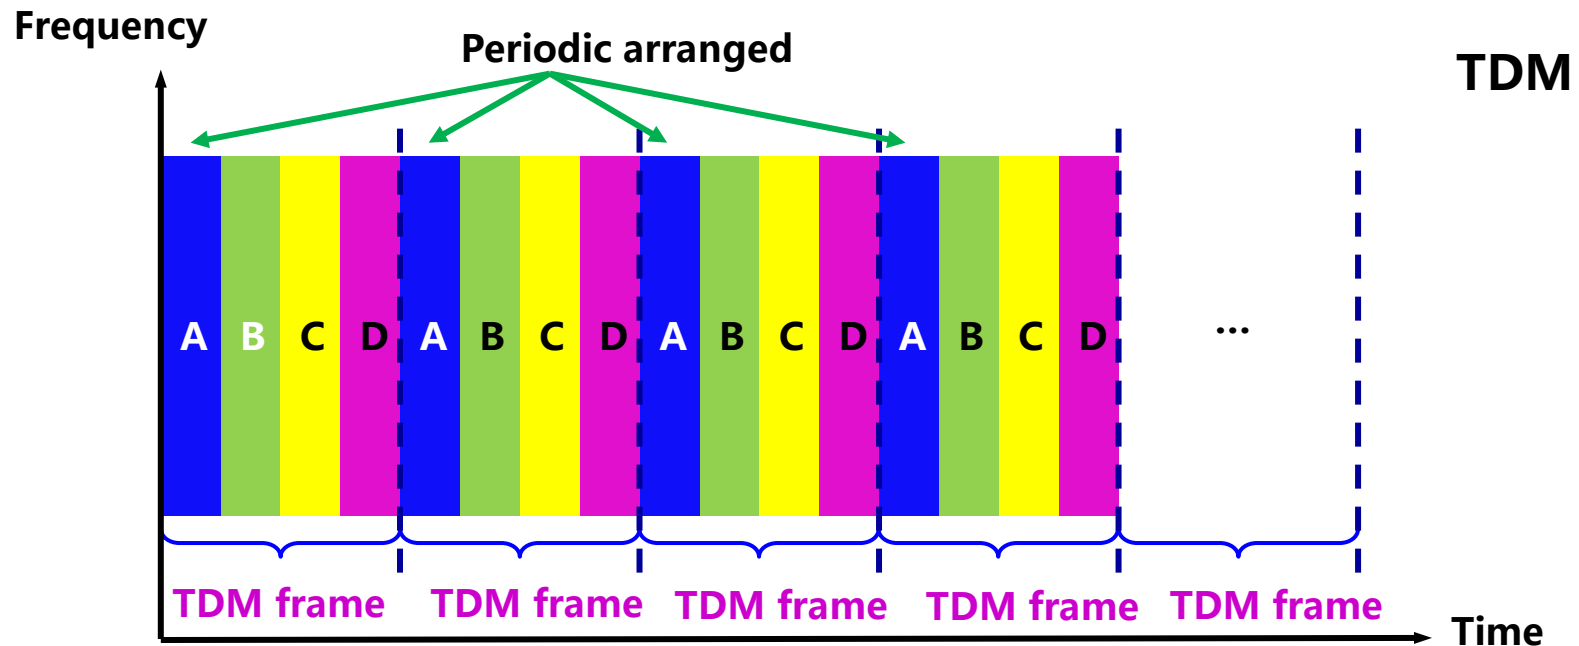 Frequency
Periodic arranged
TDM
A B C D A B C D A B C D A B C D ...
TDM frame TDM frame TDM frame TDM frame TDM frame
Time